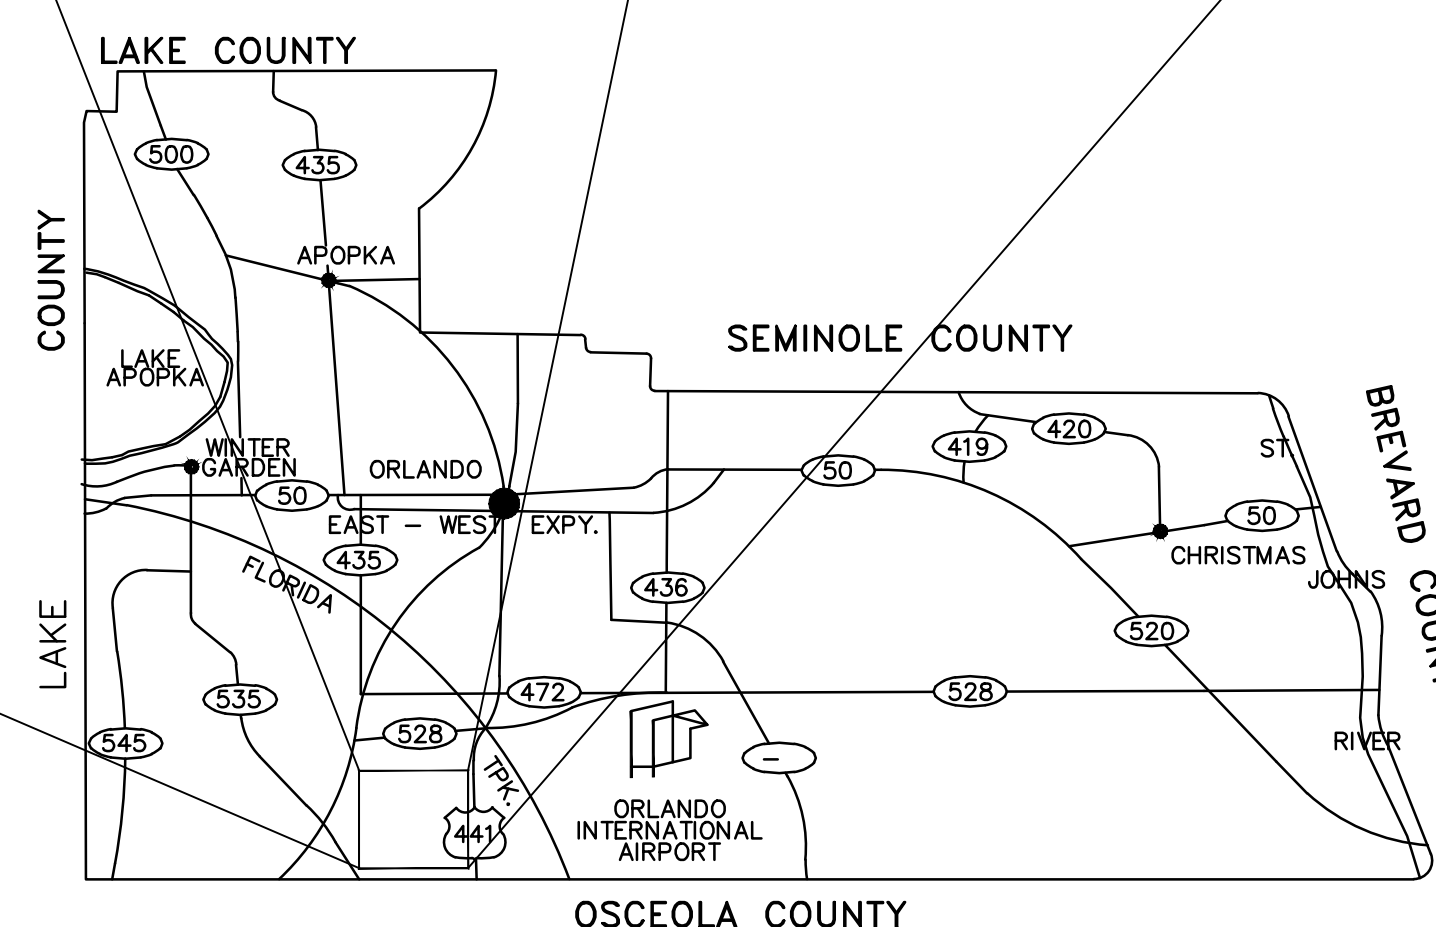 LAKE COUNTY
500
435
COUNTY
APOPKA
SEMINOLE COUNTY
LAKE
APOPKA
BREVARD
419
420
ST.
WINTER
GARDEN
ORLANDO
50
50
50
EAST - WEST EXPY.
435
CHRISTMAS
FLORIDA
436
JOHNS
LAKE
520
535
472
528
528
545
RIVER
TPK.
-
441
ORLANDO
INTERNATIONAL
AIRPORT
OSCEOLA COUNTY